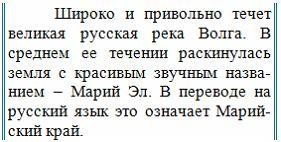 Широко и привольно течет
великая русская река Волга. В
среднем ее течении раскинулась
земля с красивым звучным назва-
нием – Марий Эл. В переводе на
русский язык это означает Марий-
ский край.